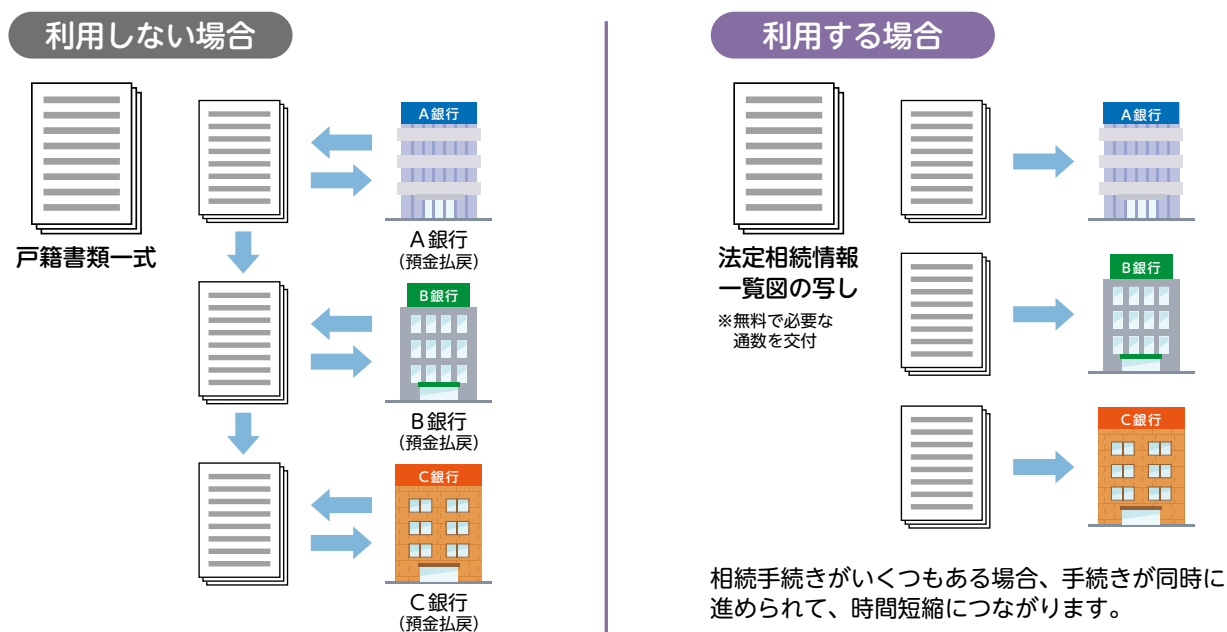 利用しない場合
戸籍書類一式
A銀行
A銀行
(預金払戻)
B銀行
B銀行
(預金払戻)
C銀行
C銀行
(預金払戻)
利用する場合
法定相続情報
一覧図の写し
※無料で必要な
通数を交付
A銀行
B銀行
C銀行
相続手続きがいくつもある場合、手続きが同時に
進められて、時間短縮につながります。